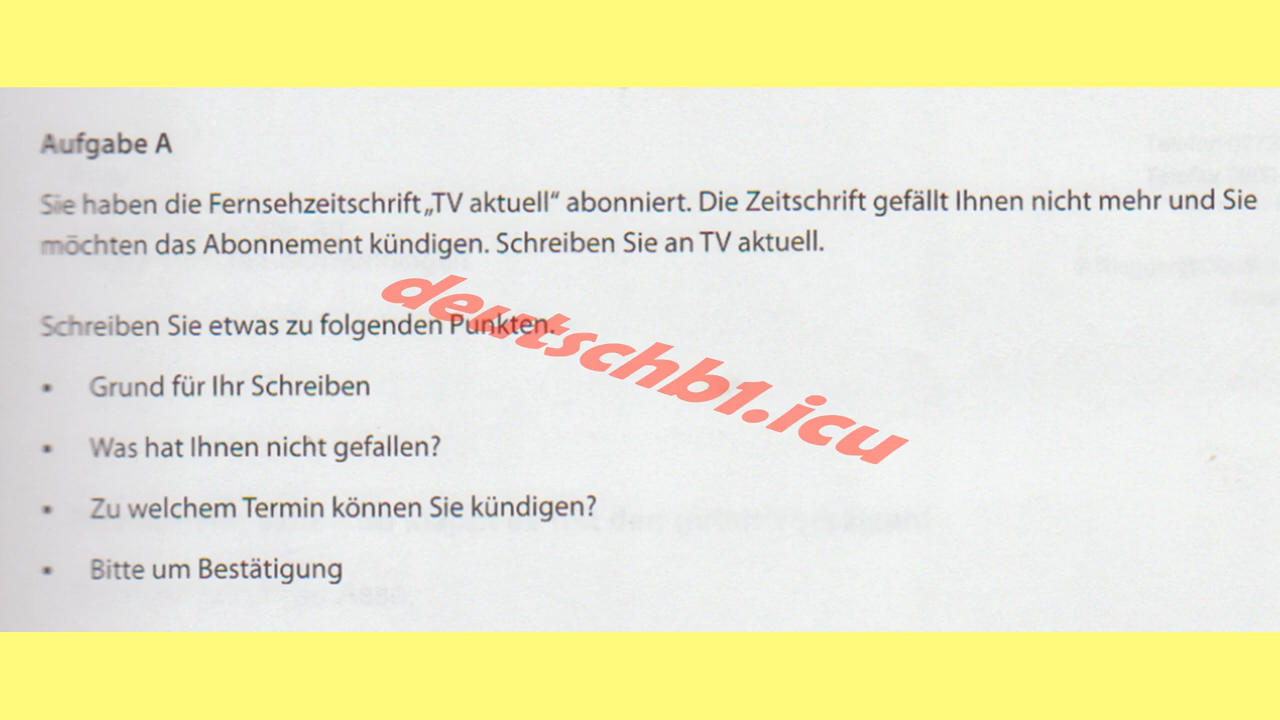 Aufgabe A
Sie haben die Fernsehzeitschrift „TV aktuell“ abonniert. Die Zeitschrift gefällt Ihnen nicht mehr und Sie
möchten das Abonnement kündigen. Schreiben Sie an TV aktuell.
Schreiben Sie etwas zu folgenden Punkten.
deutschb1.icu
▪ Grund für Ihr Schreiben
▪ Was hat Ihnen nicht gefallen?
▪ Zu welchem Termin können Sie kündigen?
▪ Bitte um Bestätigung